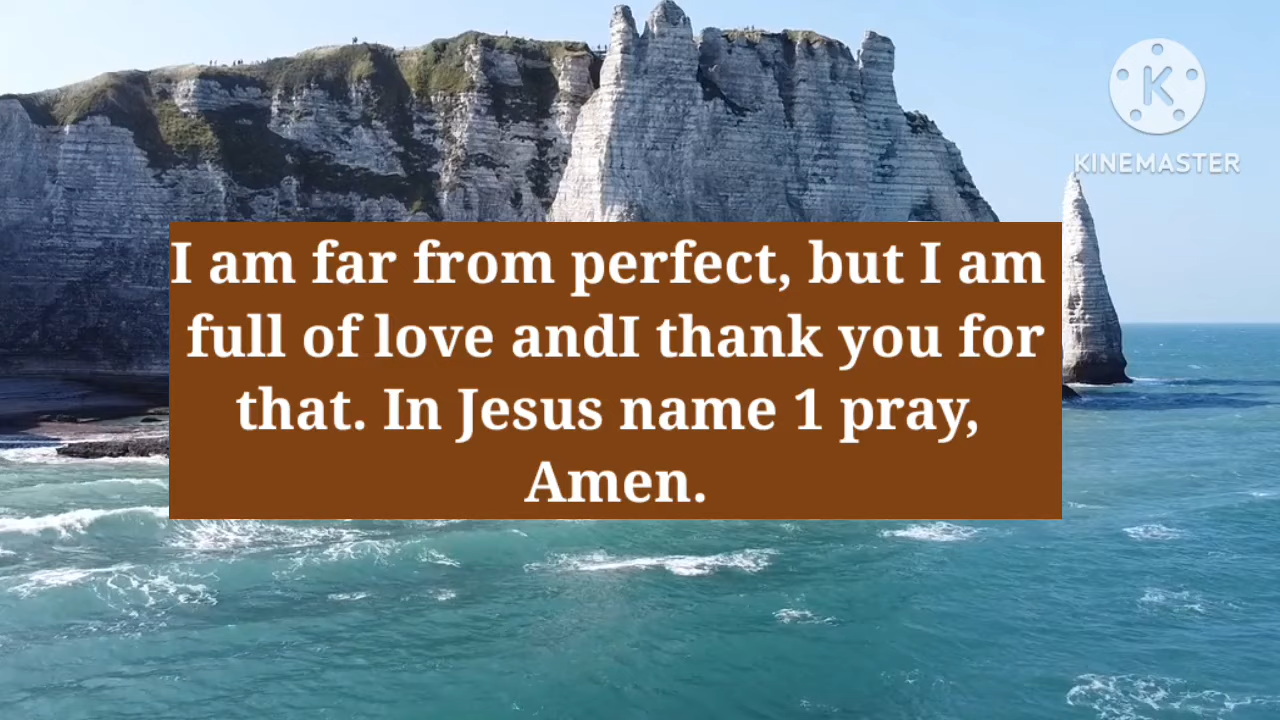 K
KINEMASTER
I am far from perfect, but I am
full of love andI thank you for
that. In Jesus name 1 pray,
Amen.